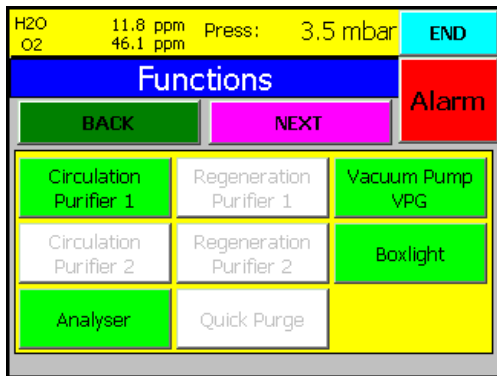 H2O 11.8 ppm Press: 3.5 mbar END
O2 46.1 ppm
Functions
Alarm
BACK NEXT
Circulation Purifier 1
Regeneration Purifier 1
Vacuum Pump VPG
Circulation Purifier 2
Regeneration Purifier 2
Boxlight
Analyser
Quick Purge